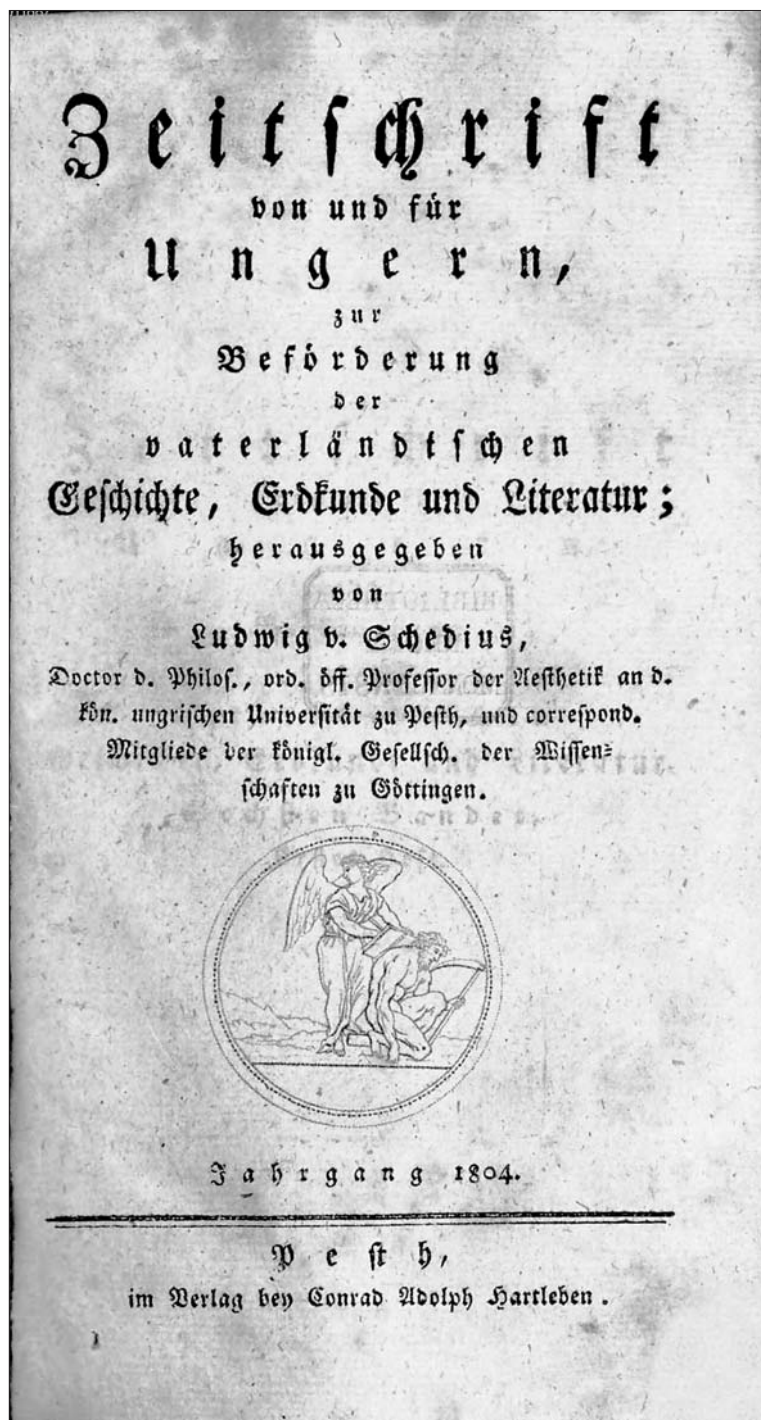 Zeitschrift
von und für
Ungern,
zur
Beförderung
der
vaterländischen
Geschichte, Erdkunde und Literatur;
herausgegeben
von
Ludwig v. Schedius,
Doctor d. Philos., ord. öff. Professor der Aesthetik an d.
kön. ungrischen Universität zu Pesth, und correspond.
Mitgliede der königl. Gesellsch. der Wissen-
schaften zu Göttingen.
Jahrgang 1804.
Pesth,
im Verlag bey Conrad Adolph Hartleben.